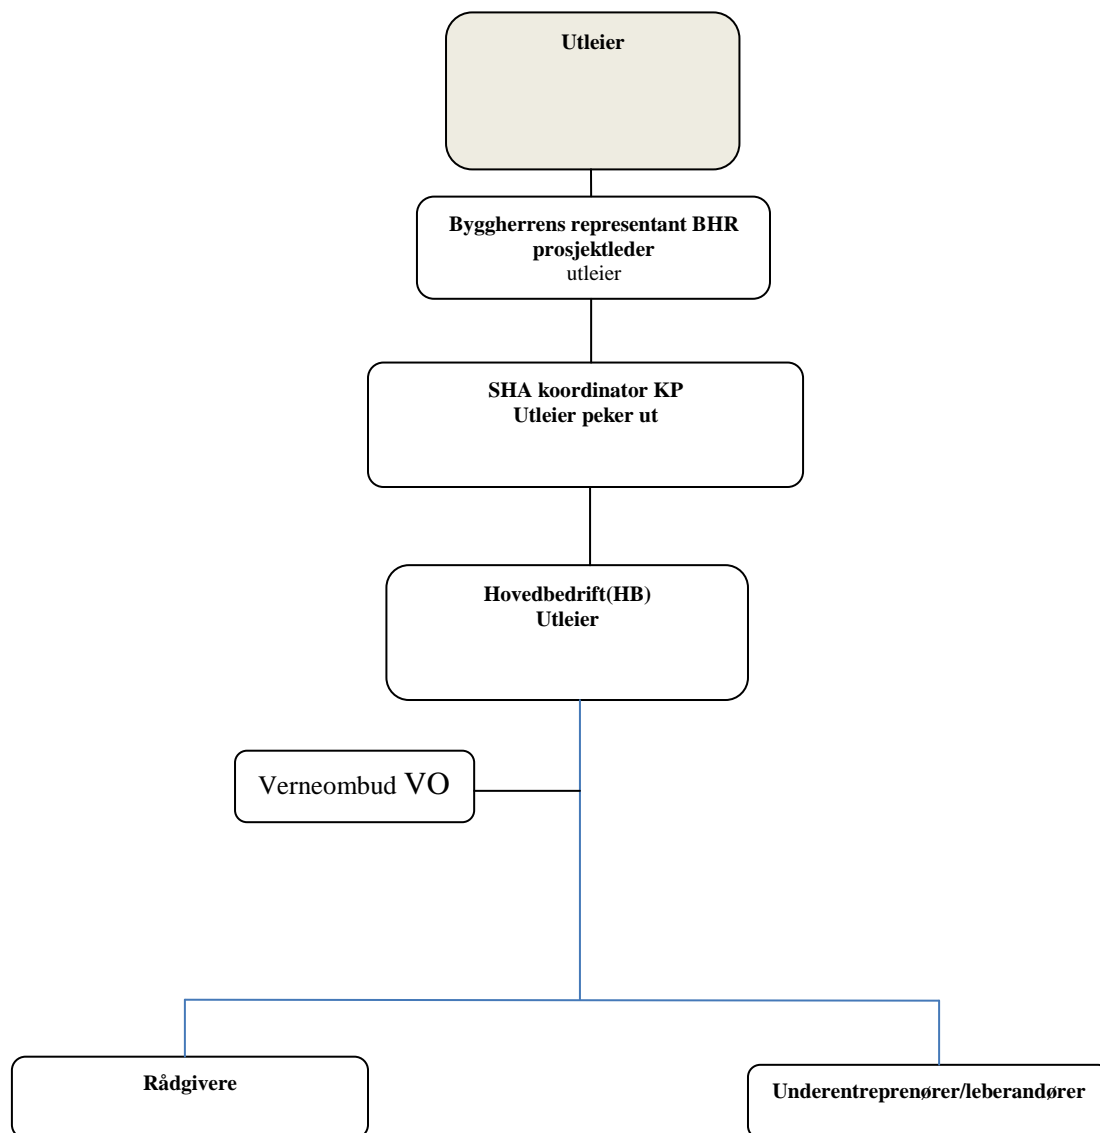 Utleier
Byggherrens representant BHR
prosjektleder
utleier
SHA koordinator KP
Utleier peker ut
Hovedbedrift(HB)
Utleier
Verneombud VO
Rådgivere
Underentreprenører/leberandører